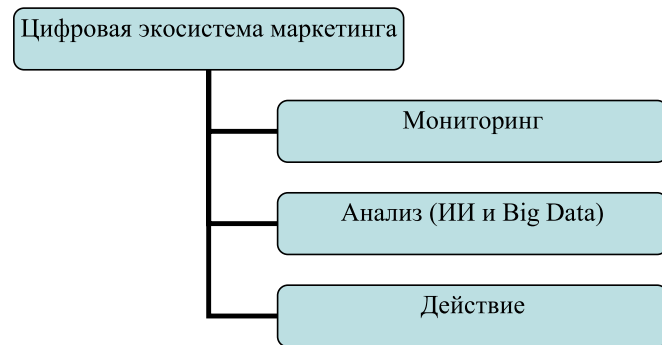 Цифровая экосистема маркетинга
Мониторинг
Анализ (ИИ и Big Data)
Действие